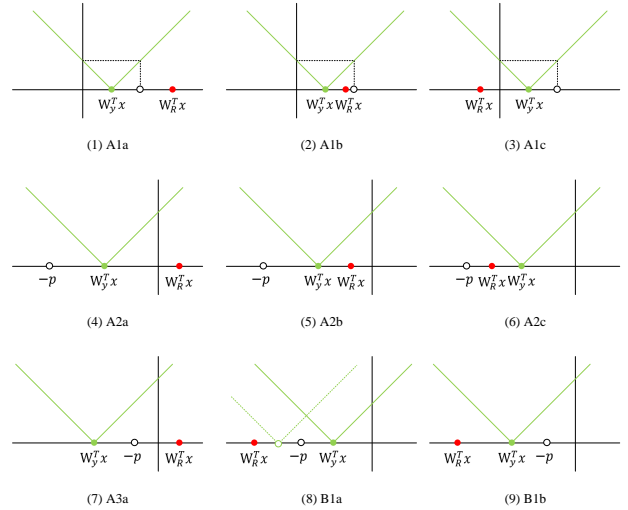 W_y^T x W_R^T x
(1) A1a
W_y^T x W_R^T x
(2) A1b
W_R^T x W_y^T x
(3) A1c
−p W_y^T x W_R^T x
(4) A2a
−p W_y^T x W_R^T x
(5) A2b
−p W_R^T x W_y^T x
(6) A2c
W_y^T x −p W_R^T x
(7) A3a
W_R^T x −p W_y^T x
(8) B1a
W_R^T x W_y^T x −p
(9) B1b